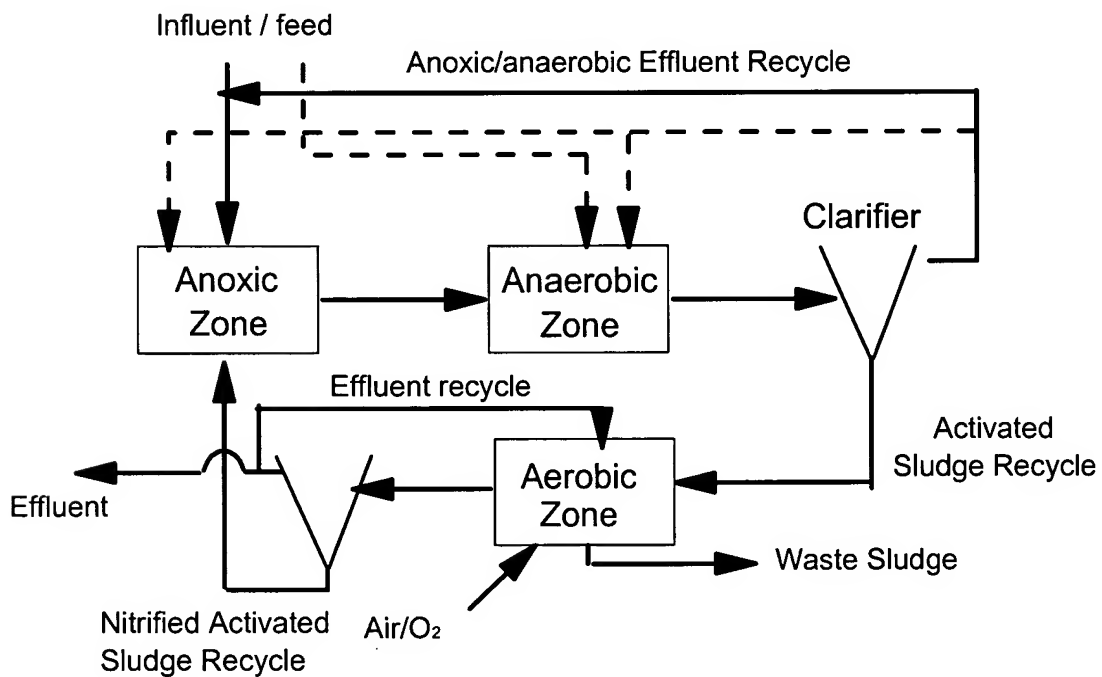 Influent / feed
Anoxic/anaerobic Effluent Recycle
Clarifier
Anoxic
Zone
Anaerobic
Zone
Effluent recycle
Activated
Sludge Recycle
Aerobic
Zone
Effluent
Waste Sludge
Nitrified Activated
Sludge Recycle
Air/O₂